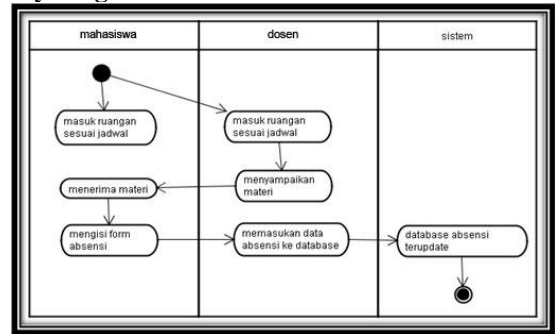 mahasiswa
dosen
sistem
masuk ruangan
sesuai jadwal
masuk ruangan
sesuai jadwal
menyampaikan
materi
menerima materi
mengisi form
absensi
memasukan data
absensi ke database
database absensi
terupdate